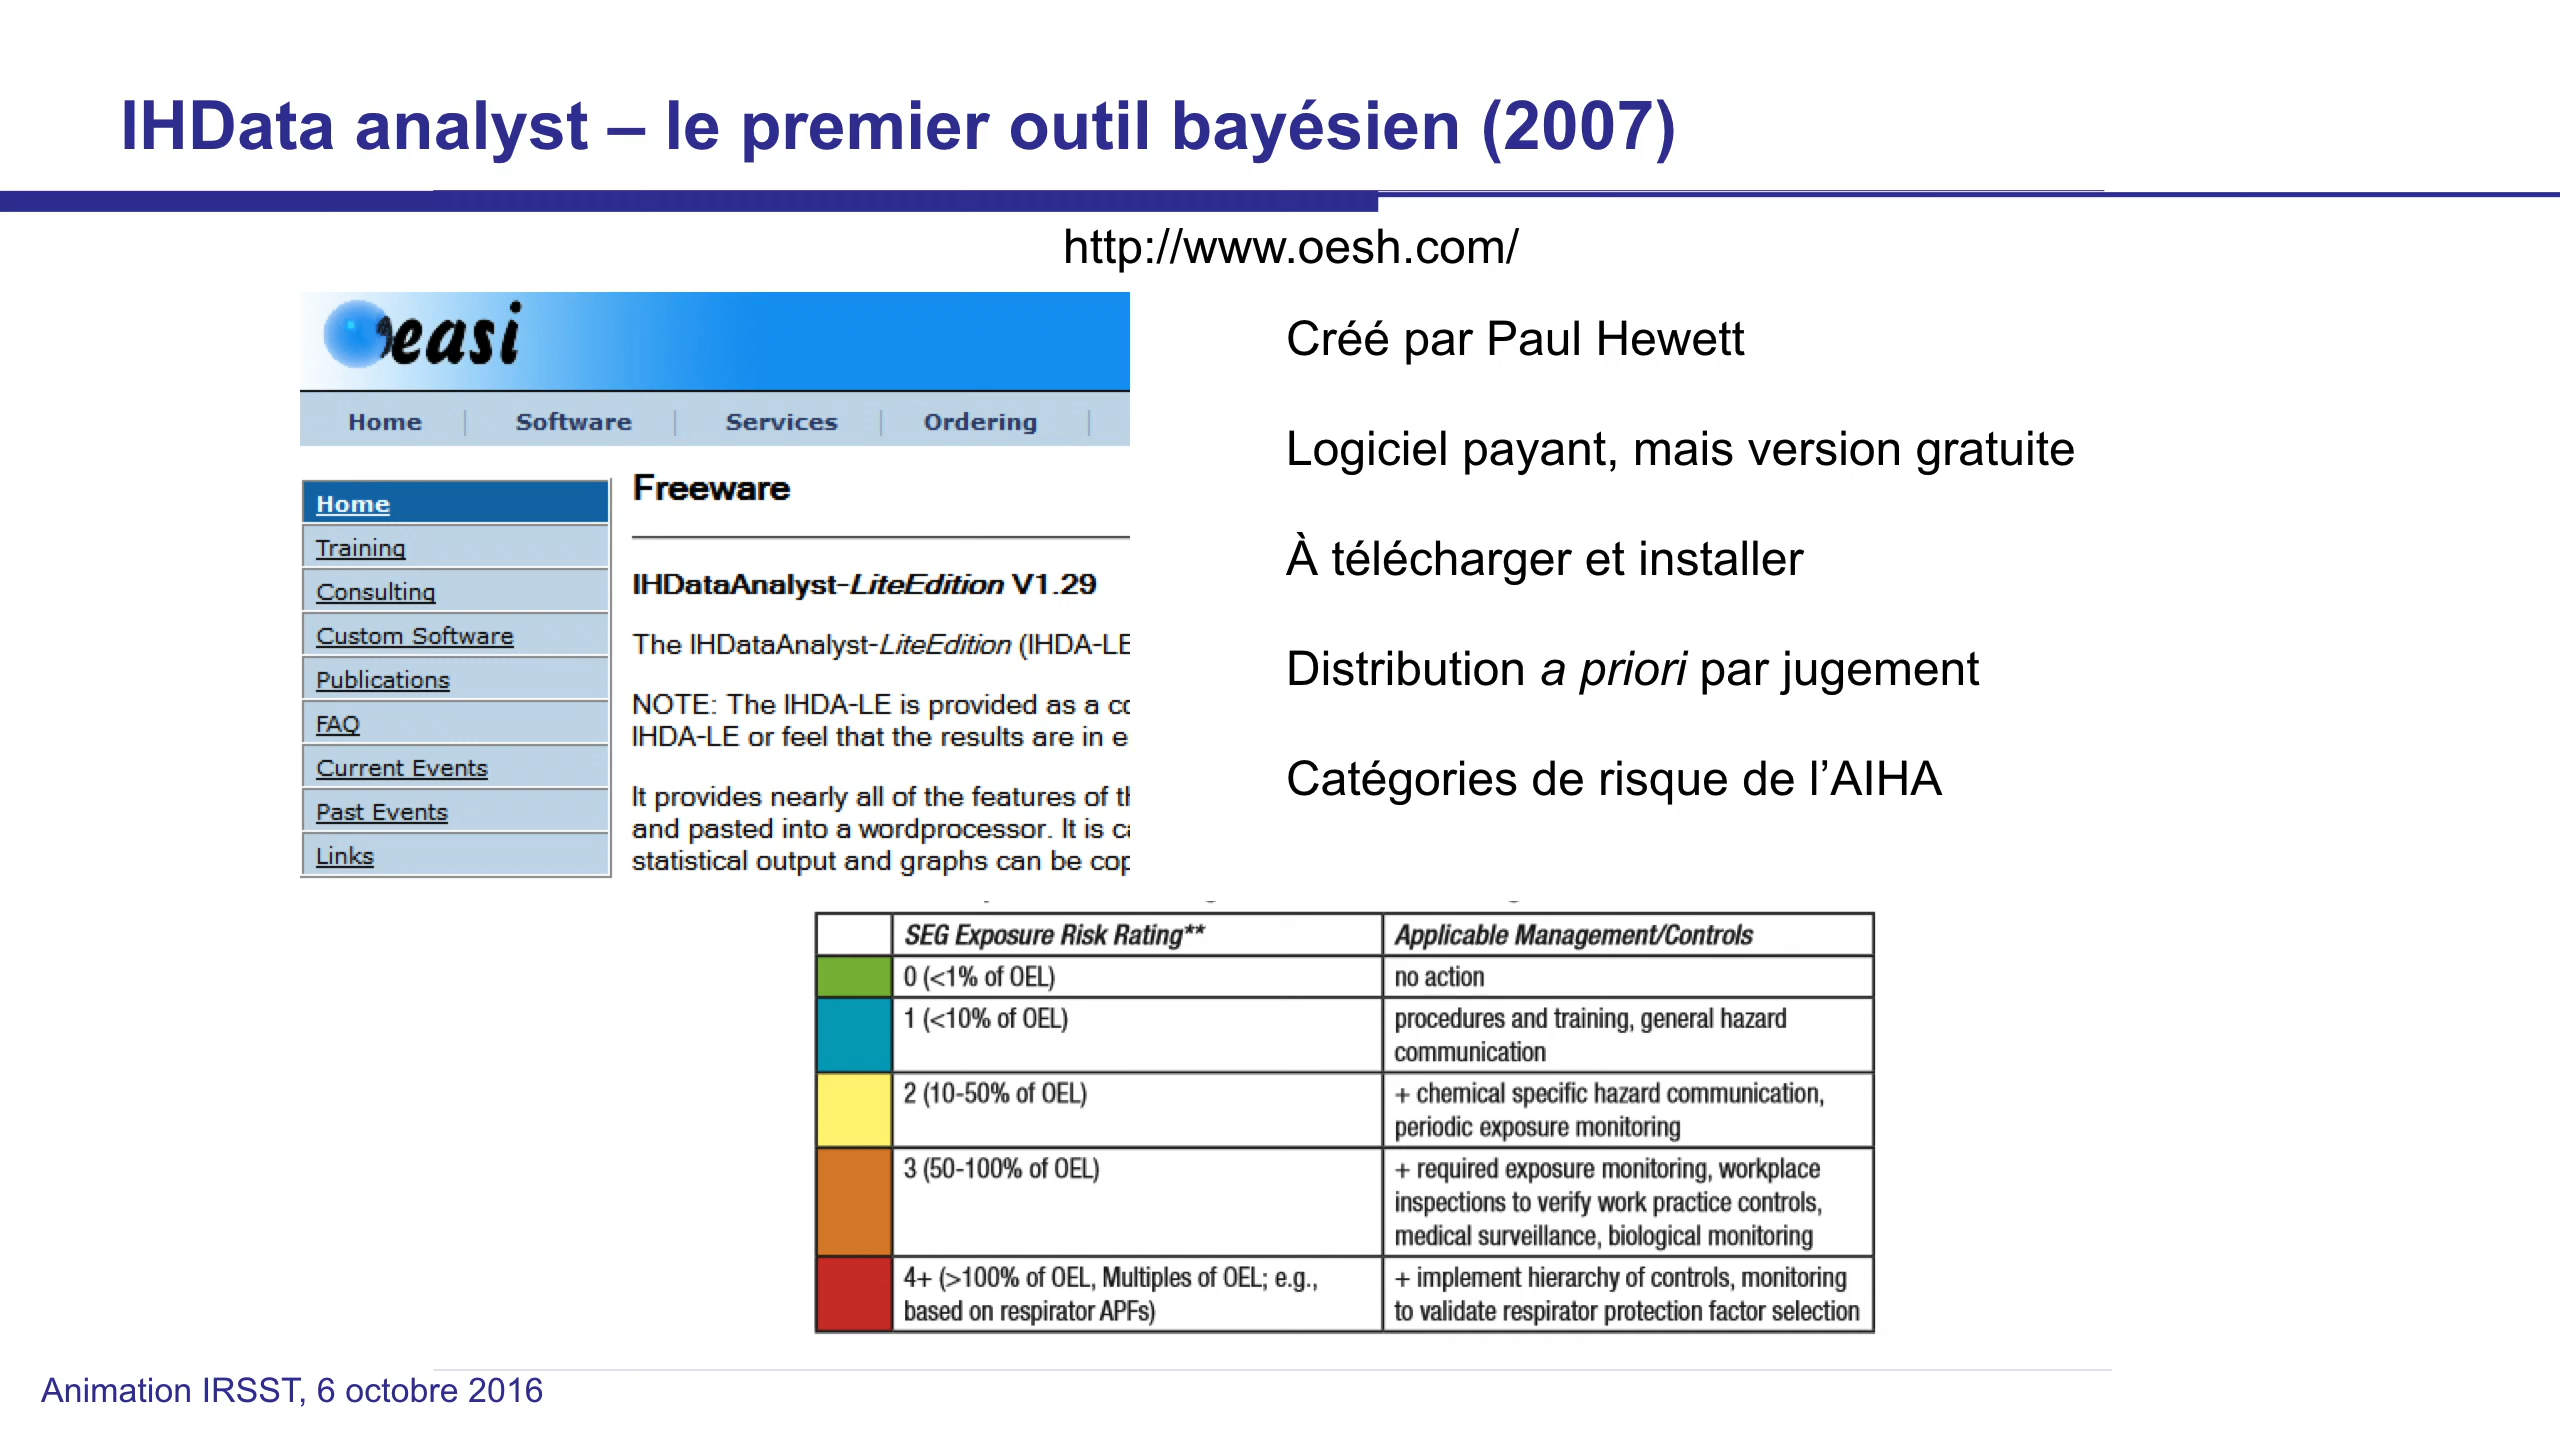 IHData analyst – le premier outil bayésien (2007)
http://www.oesh.com/
easi
Home | Software | Services | Ordering |
Home
Training
Consulting
Custom Software
Publications
FAQ
Current Events
Past Events
Links
Freeware
IHDataAnalyst-LiteEdition V1.29
The IHDataAnalyst-LiteEdition (IHDA-LE
NOTE: The IHDA-LE is provided as a
IHDA-LE or feel that the results are in
It provides nearly all of the features of
and pasted into a wordprocessor. It is
statistical output and graphs can be
Créé par Paul Hewett
Logiciel payant, mais version gratuite
À télécharger et installer
Distribution a priori par jugement
Catégories de risque de l’AIHA
SEG Exposure Risk Rating** Applicable Management/Controls
0 (<1% of OEL) no action
1 (<10% of OEL) procedures and training, general hazard
communication
2 (10-50% of OEL) + chemical specific hazard communication,
periodic exposure monitoring
3 (50-100% of OEL) + required exposure monitoring, workplace
inspections to verify work practice controls,
medical surveillance, biological monitoring
4+ (>100% of OEL, Multiples of OEL; e.g., + implement hierarchy of controls, monitoring
based on respirator APFs) to validate respirator protection factor selection
Animation IRSST, 6 octobre 2016